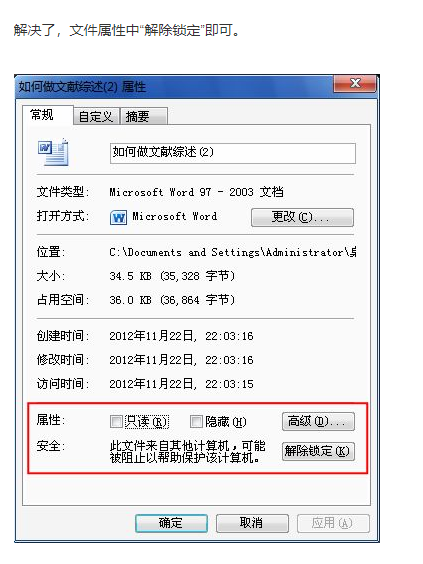 解决了，文件属性中“解除锁定”即可。
如何做文献综述(2) 属性
常规 自定义 摘要
如何做文献综述(2)
文件类型: Microsoft Word 97 - 2003 文档
打开方式: Microsoft Word 更改(C)...
位置: C:\Documents and Settings\Administrator\桌
大小: 34.5 KB (35,328 字节)
占用空间: 36.0 KB (36,864 字节)
创建时间: 2012年11月22日, 22:03:16
修改时间: 2012年11月22日, 22:03:16
访问时间: 2012年11月22日, 22:03:15
属性: 只读(R) 隐藏(H) 高级(D)...
安全: 此文件来自其他计算机，可能
被阻止以帮助保护该计算机。 解除锁定(K)
确定 取消 应用(A)